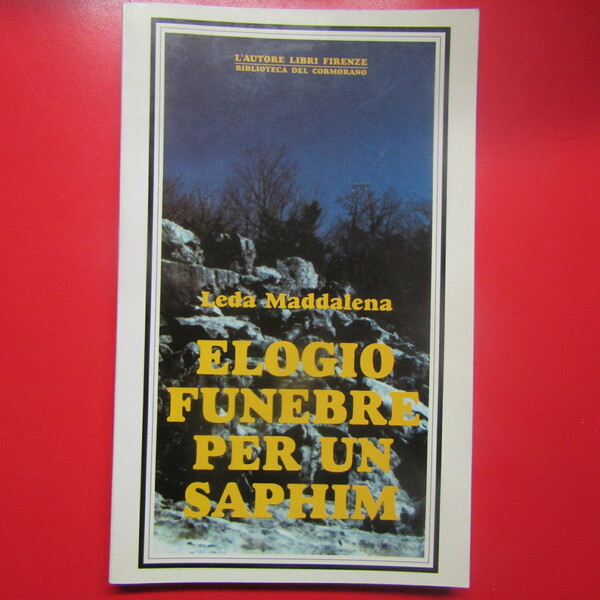 L'AUTORE LIBRI FIRENZE
BIBLIOTECA DEL CORMORANO
Leda Maddalena
ELOGIO
FUNEBRE
PER UN
SAPHIM